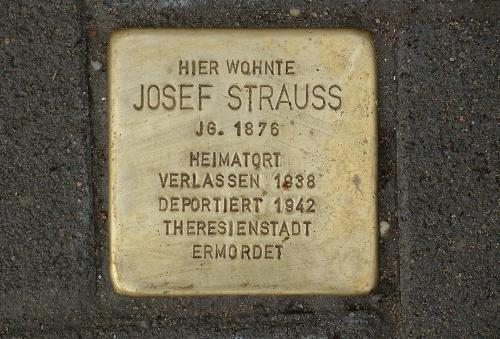 HIER WOHNTE
JOSEF STRAUSS
JG. 1876
HEIMATORT
VERLASSEN 1938
DEPORTIERT 1942
THERESIENSTADT
ERMORDET